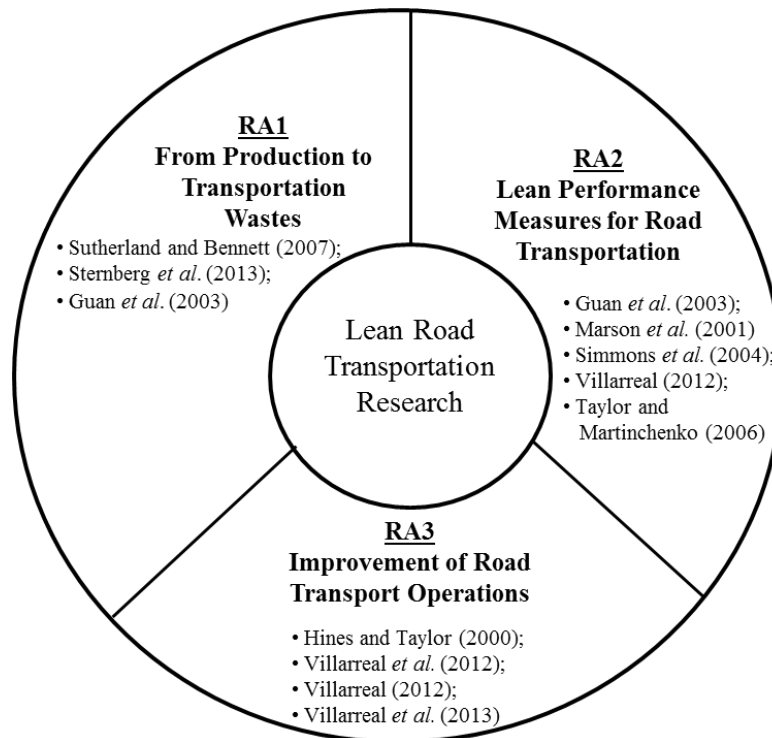 RA1
From Production to
Transportation
Wastes
• Sutherland and Bennett (2007);
• Sternberg et al. (2013);
• Guan et al. (2003)
RA2
Lean Performance
Measures for Road
Transportation
• Guan et al. (2003);
• Marson et al. (2001)
• Simmons et al. (2004);
• Villarreal (2012);
• Taylor and
Martinchenko (2006)
Lean Road
Transportation
Research
RA3
Improvement of Road
Transport Operations
• Hines and Taylor (2000);
• Villarreal et al. (2012);
• Villarreal (2012);
• Villarreal et al. (2013)